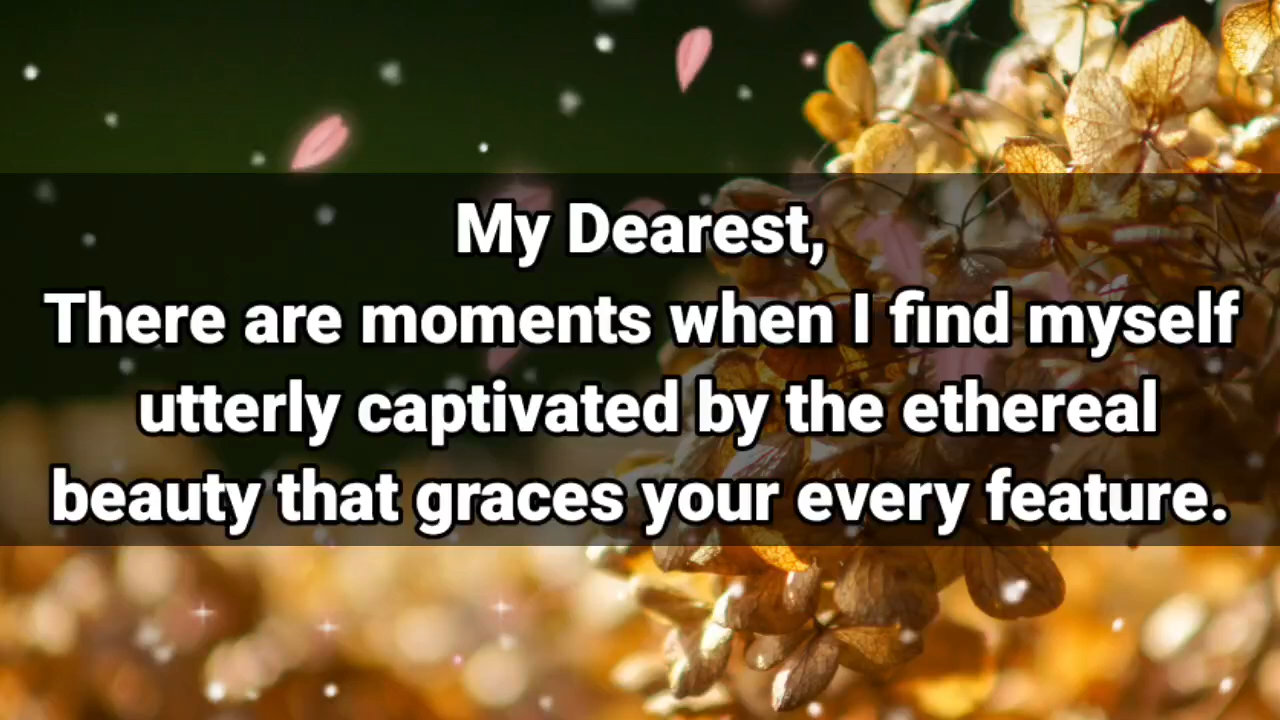 My Dearest,
There are moments when I find myself
utterly captivated by the ethereal
beauty that graces your every feature.